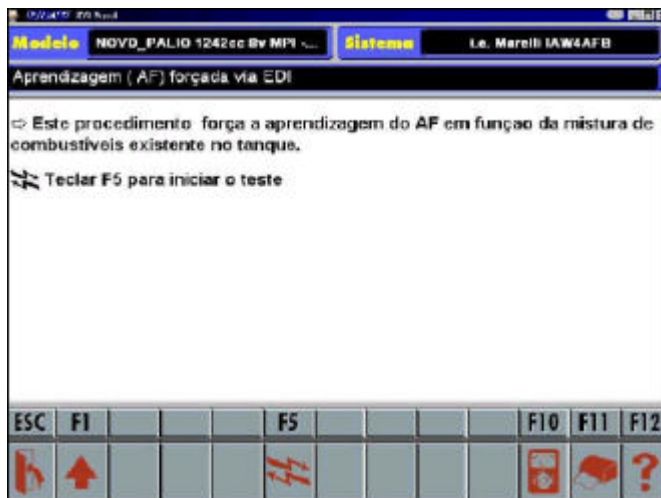 Modelo NOVO_PALIO 1242cc 8v MPI -... Sistema I.e. Marelli IAW4AFB
Aprendizagem ( AF) forçada via EDI
⇨ Este procedimento força a aprendizagem do AF em funçao da mistura de
combustíveis existente no tanque.
Teclar F5 para iniciar o teste
ESC F1 F5 F10 F11 F12
?